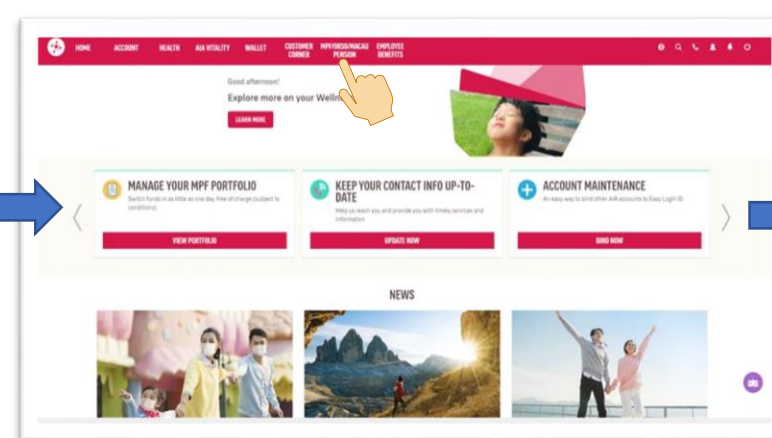 HOME ACCOUNT HEALTH AIA VITALITY WALLET CUSTOMER CORNER MPF/ORSO/MACAU PENSION EMPLOYEE BENEFITS
Good afternoon!
Explore more on your Welln
LEARN MORE
MANAGE YOUR MPF PORTFOLIO
Switch funds in as little as one day, free of charge (subject to
conditions)
VIEW PORTFOLIO
KEEP YOUR CONTACT INFO UP-TO-
DATE
Help us reach you and provide you with timely services and
information
UPDATE NOW
ACCOUNT MAINTENANCE
An easy way to bind other AIA accounts to Easy Login ID
BIND NOW
NEWS